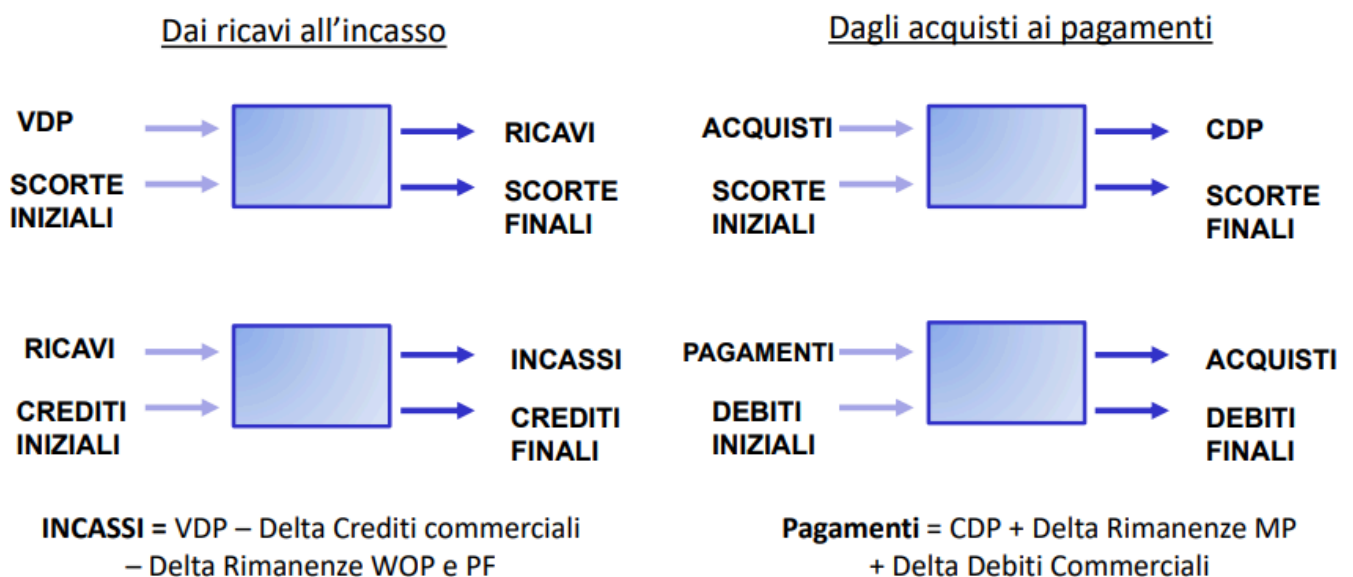 Dai ricavi all'incasso
VDP
SCORTE
INIZIALI
RICAVI
SCORTE
FINALI
RICAVI
CREDITI
INIZIALI
INCASSI
CREDITI
FINALI
INCASSI = VDP – Delta Crediti commerciali
– Delta Rimanenze WOP e PF
Dagli acquisti ai pagamenti
ACQUISTI
SCORTE
INIZIALI
CDP
SCORTE
FINALI
PAGAMENTI
DEBITI
INIZIALI
ACQUISTI
DEBITI
FINALI
Pagamenti = CDP + Delta Rimanenze MP
+ Delta Debiti Commerciali